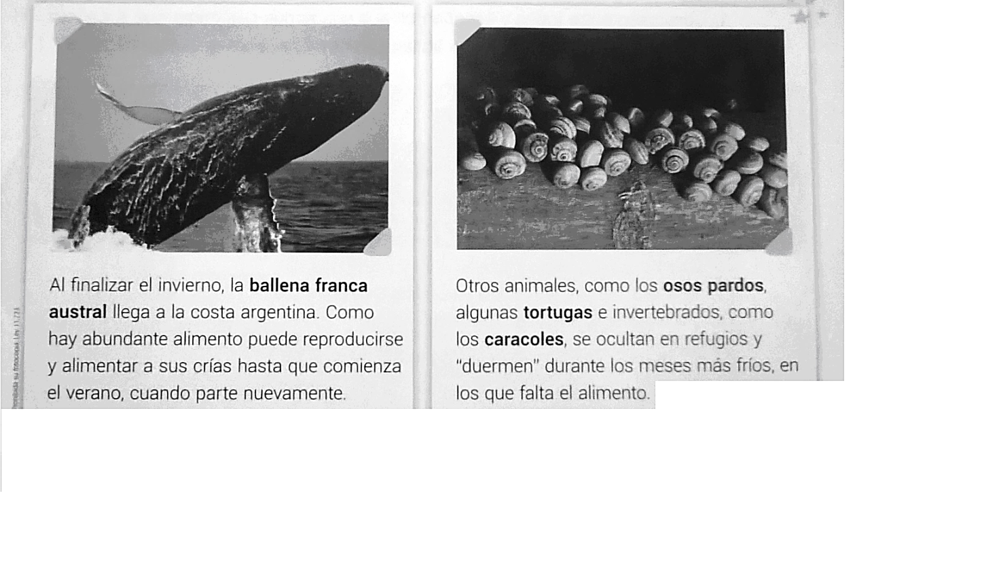 Al finalizar el invierno, la ballena franca
austral llega a la costa argentina. Como
hay abundante alimento puede reproducirse
y alimentar a sus crías hasta que comienza
el verano, cuando parte nuevamente.
Otros animales, como los osos pardos,
algunas tortugas e invertebrados, como
los caracoles, se ocultan en refugios y
"duermen" durante los meses más fríos, en
los que falta el alimento.
su fotocopia. Ley 11.723